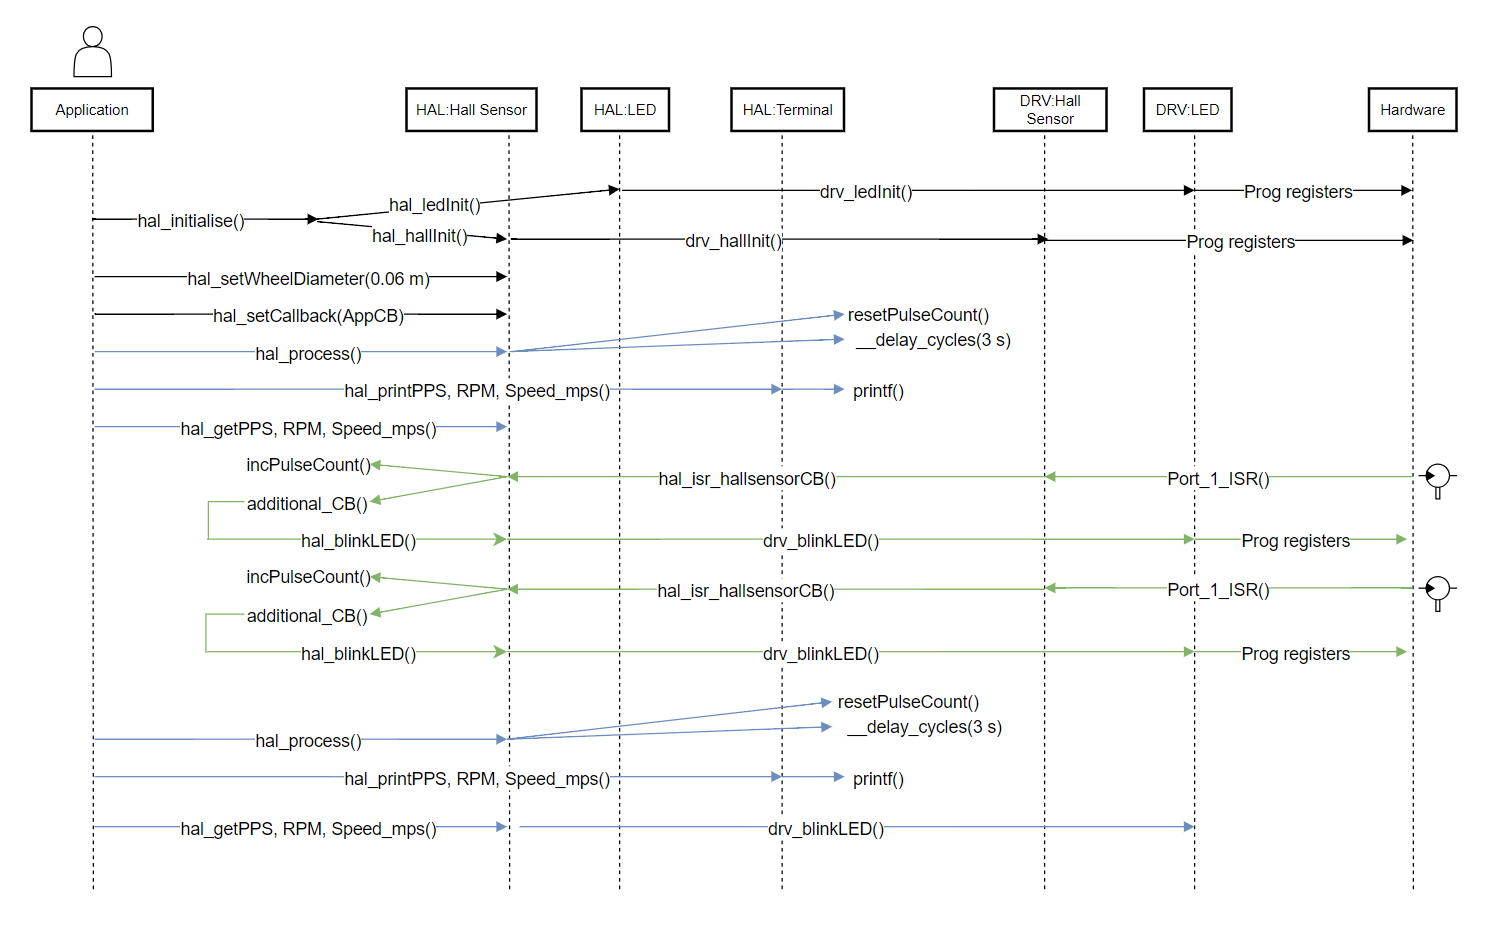 Application
HAL:Hall Sensor
HAL:LED
HAL:Terminal
DRV:Hall
Sensor
DRV:LED
Hardware
hal_ledInit()
drv_ledInit()
Prog registers
hal_initialise()
hal_hallInit()
drv_hallInit()
Prog registers
hal_setWheelDiameter(0.06 m)
hal_setCallback(AppCB)
resetPulseCount()
__delay_cycles(3 s)
hal_process()
hal_printPPS, RPM, Speed_mps()
printf()
hal_getPPS, RPM, Speed_mps()
incPulseCount()
hal_isr_hallsensorCB()
Port_1_ISR()
additional_CB()
hal_blinkLED()
drv_blinkLED()
Prog registers
incPulseCount()
hal_isr_hallsensorCB()
Port_1_ISR()
additional_CB()
hal_blinkLED()
drv_blinkLED()
Prog registers
resetPulseCount()
__delay_cycles(3 s)
hal_process()
hal_printPPS, RPM, Speed_mps()
printf()
hal_getPPS, RPM, Speed_mps()
drv_blinkLED()